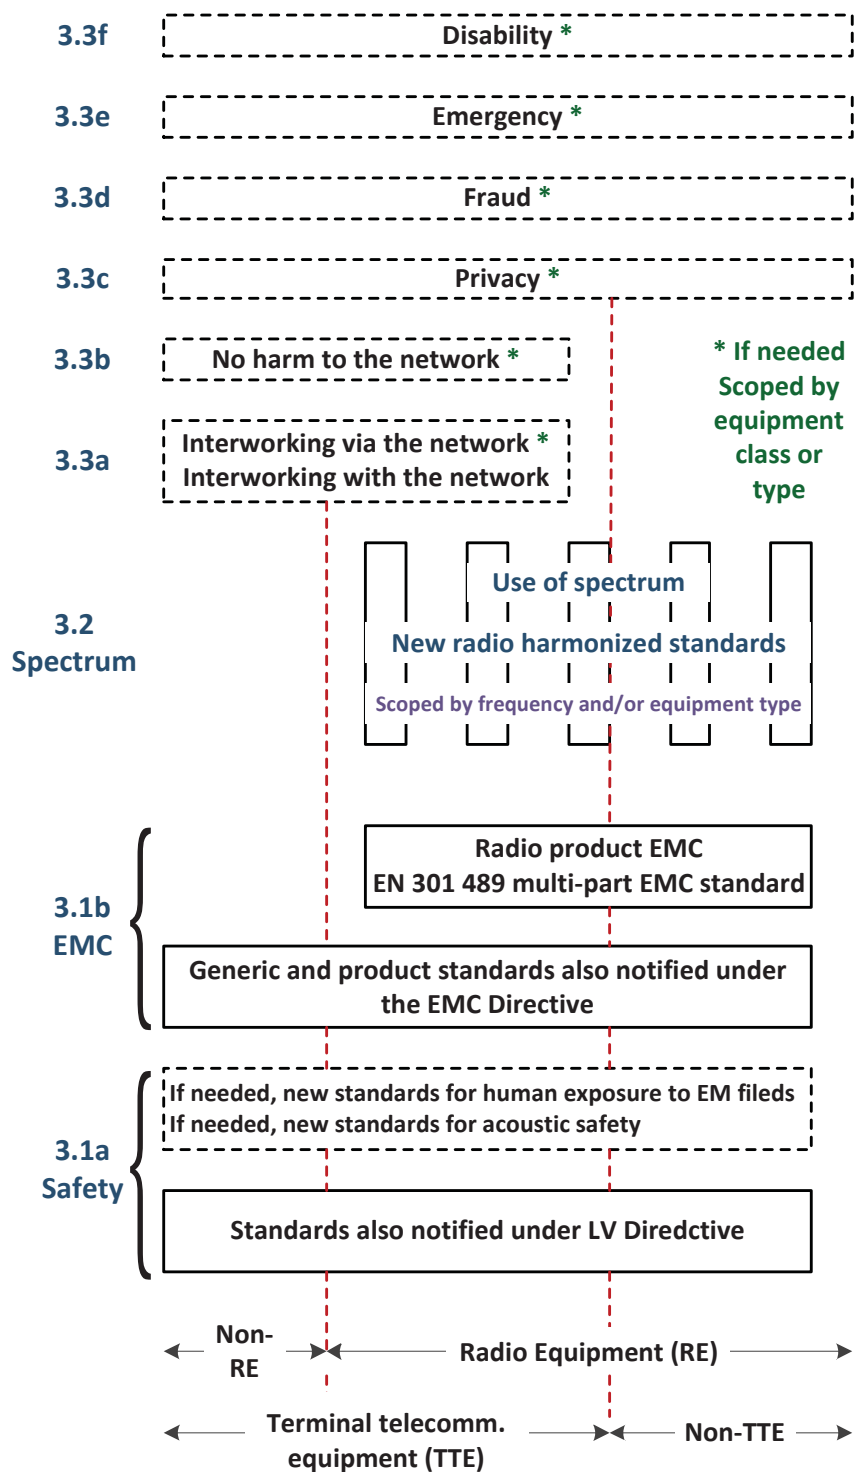 3.3f
Disability *
3.3e
Emergency *
3.3d
Fraud *
3.3c
Privacy *
3.3b
No harm to the network *
* If needed
Scoped by
equipment
class or
type
3.3a
Interworking via the network *
Interworking with the network
3.2
Spectrum
Use of spectrum
New radio harmonized standards
Scoped by frequency and/or equipment type
3.1b
EMC
Radio product EMC
EN 301 489 multi-part EMC standard
Generic and product standards also notified under
the EMC Directive
3.1a
Safety
If needed, new standards for human exposure to EM fileds
If needed, new standards for acoustic safety
Standards also notified under LV Diredctive
Non-
RE
Radio Equipment (RE)
Terminal telecomm.
equipment (TTE)
Non-TTE